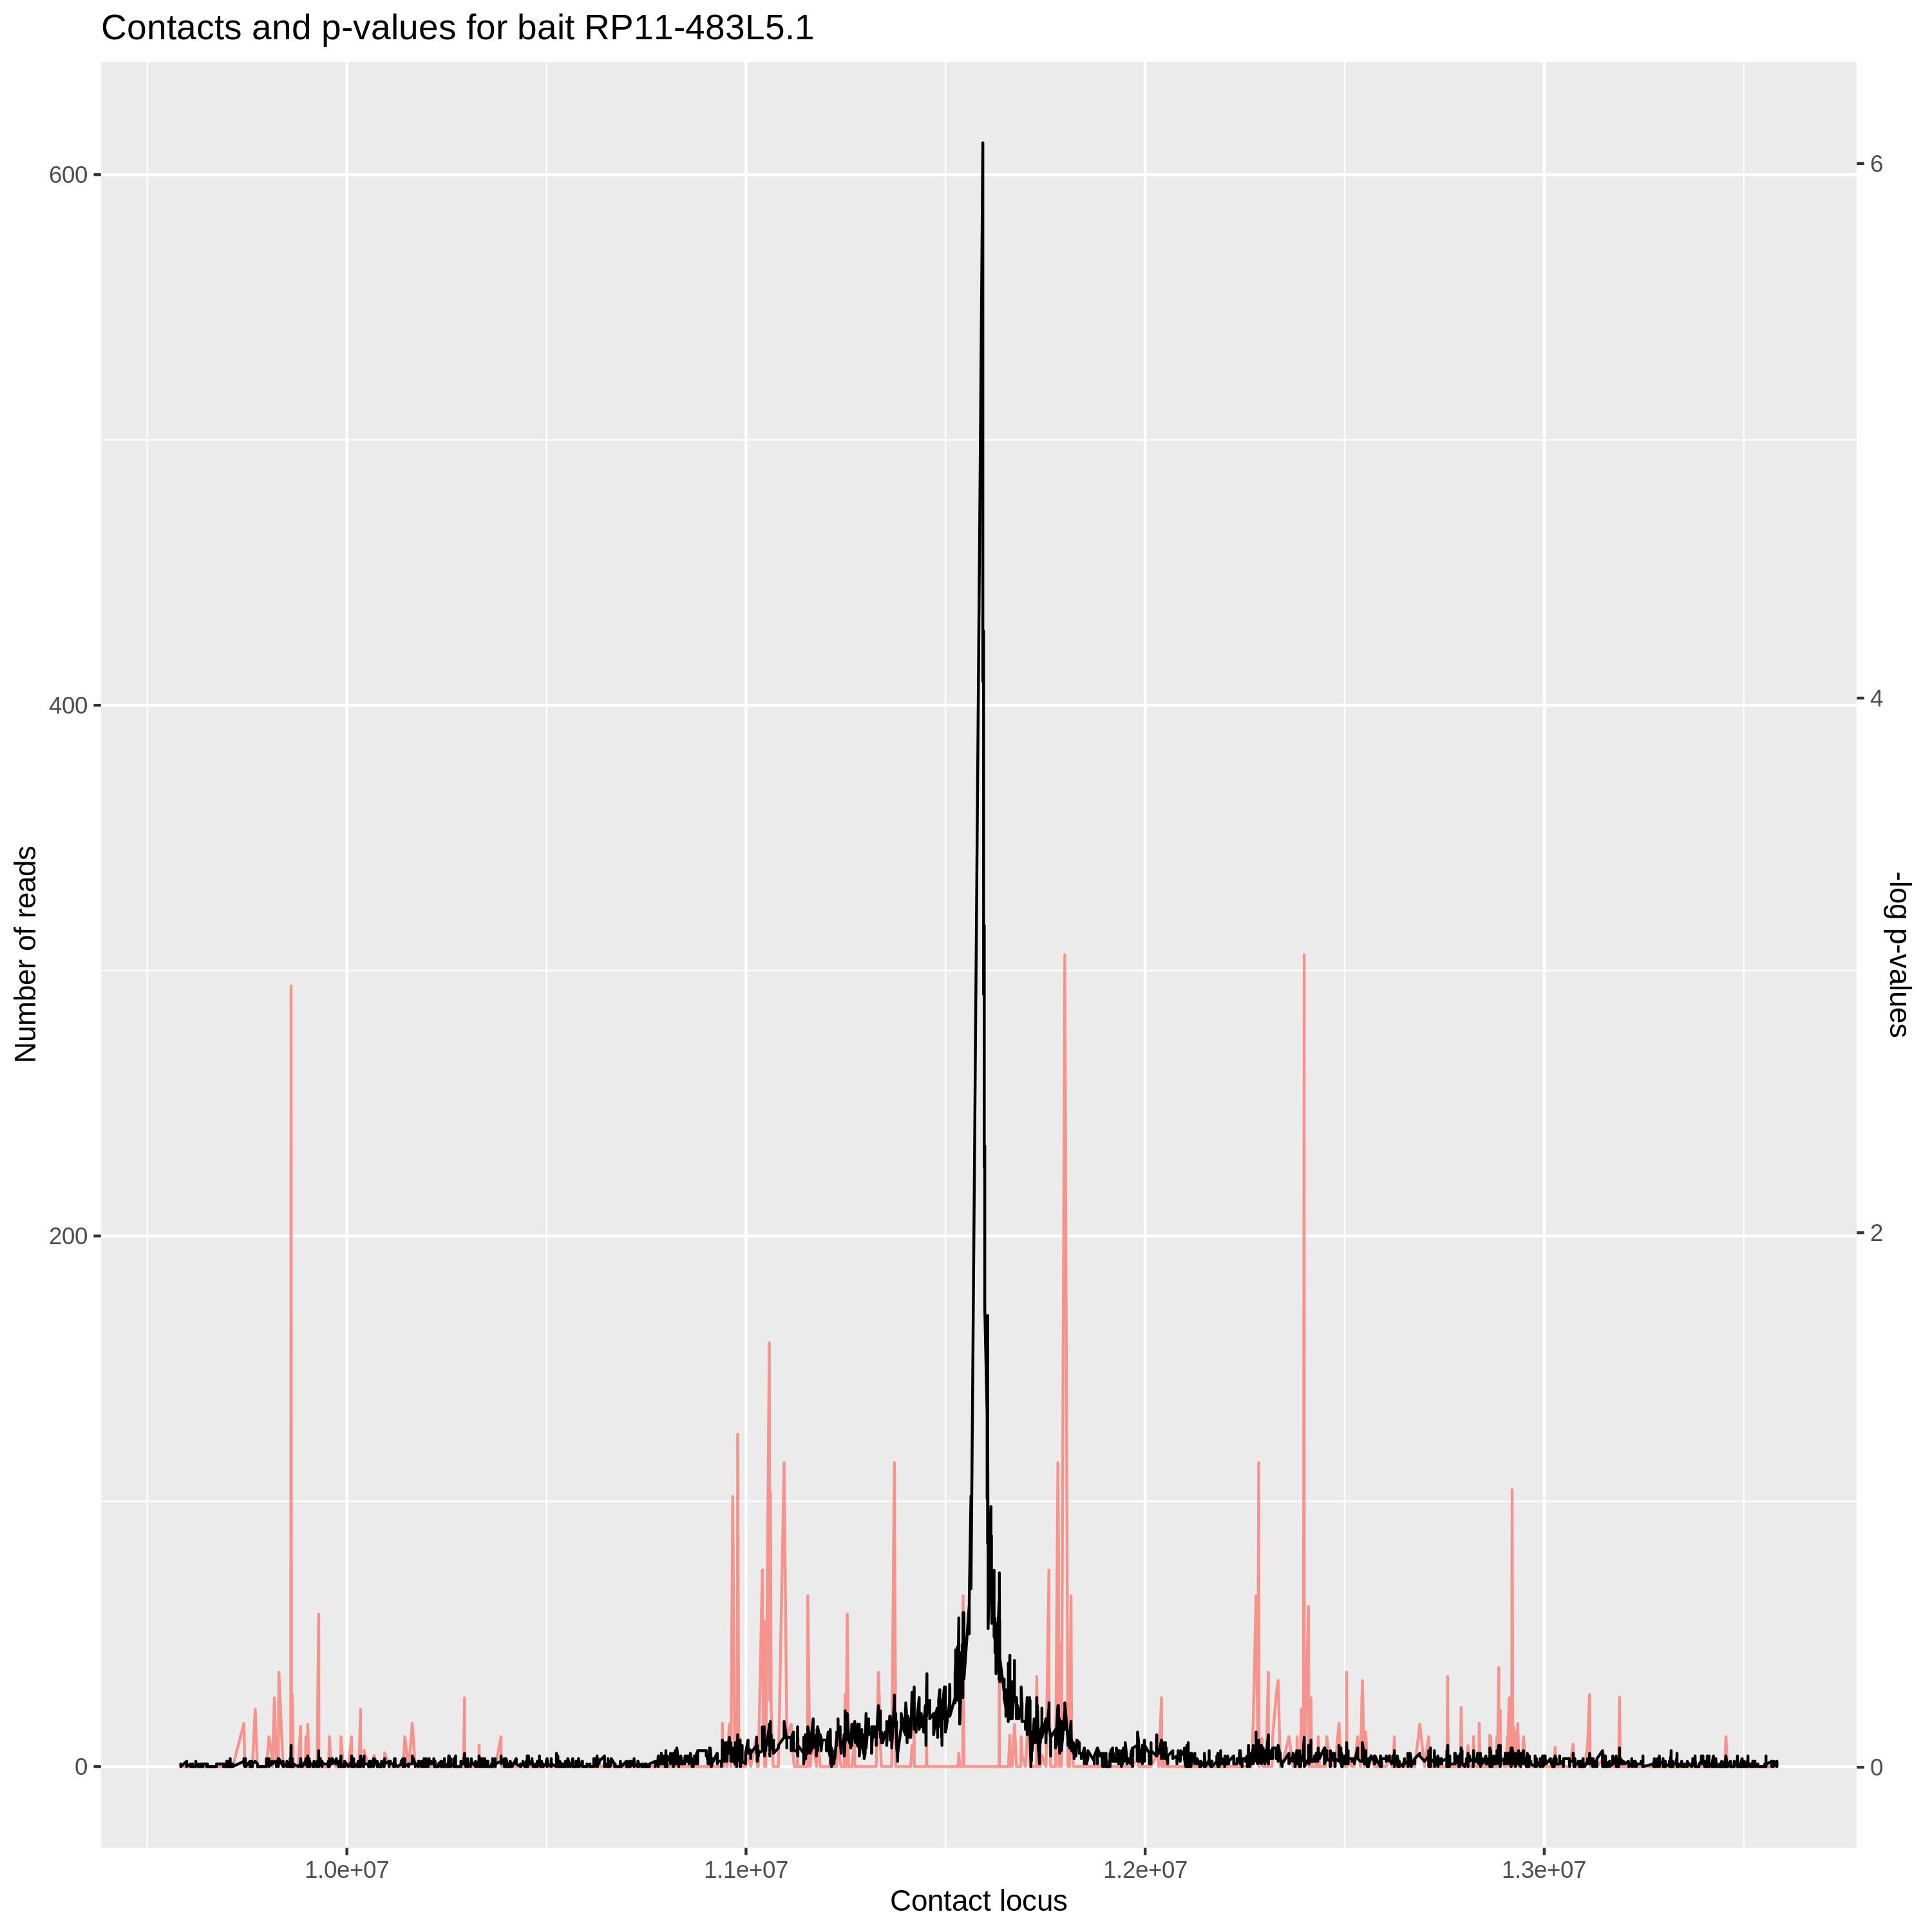 Contacts and p-values for bait RP11-483L5.1
600
400
200
0
6
4
2
0
Number of reads
-log p-values
1.0e+07
1.1e+07
1.2e+07
1.3e+07
Contact locus